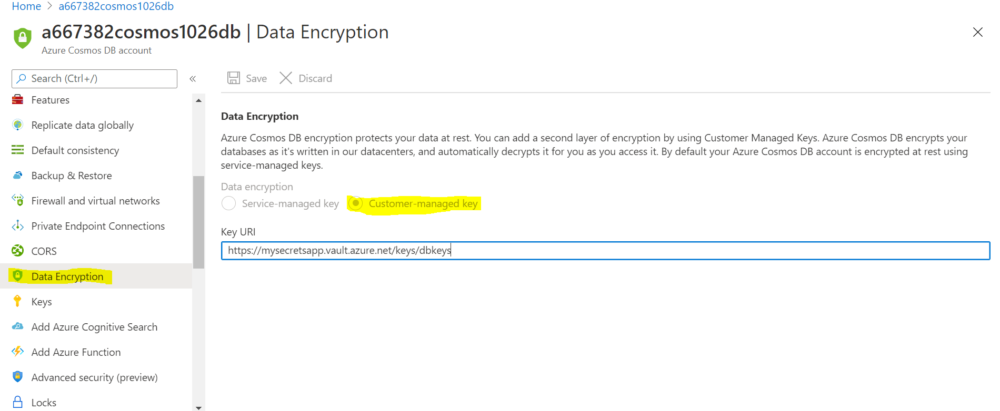 Home > a667382cosmos1026db
a667382cosmos1026db | Data Encryption
Azure Cosmos DB account
Search (Ctrl+/)
«
Save
Discard
Features
Replicate data globally
Default consistency
Backup & Restore
Firewall and virtual networks
Private Endpoint Connections
CORS
Data Encryption
Keys
Add Azure Cognitive Search
Add Azure Function
Advanced security (preview)
Locks
Data Encryption
Azure Cosmos DB encryption protects your data at rest. You can add a second layer of encryption by using Customer Managed Keys. Azure Cosmos DB encrypts your
databases as it's written in our datacenters, and automatically decrypts it for you as you access it. By default your Azure Cosmos DB account is encrypted at rest using
service-managed keys.
Data encryption
Service-managed key
Customer-managed key
Key URI
https://mysecretsapp.vault.azure.net/keys/dbkeys